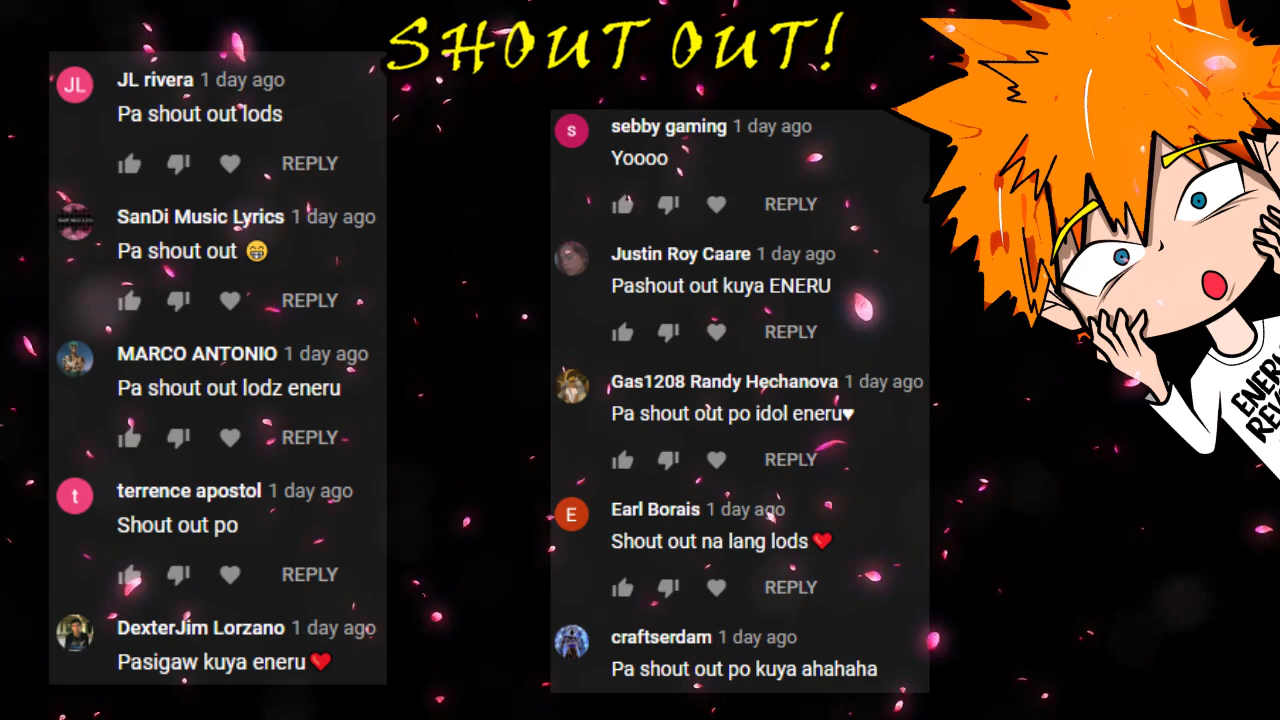 SHOUT OUT!
JL
JL rivera 1 day ago
Pa shout out lods
REPLY
SanDi Music Lyrics 1 day ago
Pa shout out 😁
REPLY
MARCO ANTONIO 1 day ago
Pa shout out lodz eneru
REPLY
t
terrence apostol 1 day ago
Shout out po
REPLY
DexterJim Lorzano 1 day ago
Pasigaw kuya eneru❤
s
sebby gaming 1 day ago
Yoooo
REPLY
Justin Roy Caare 1 day ago
Pashout out kuya ENERU
REPLY
Gas1208 Randy Hechanova 1 day ago
Pa shout out po idol eneru♥
REPLY
E
Earl Borais 1 day ago
Shout out na lang lods❤
REPLY
craftserdam 1 day ago
Pa shout out po kuya ahahaha